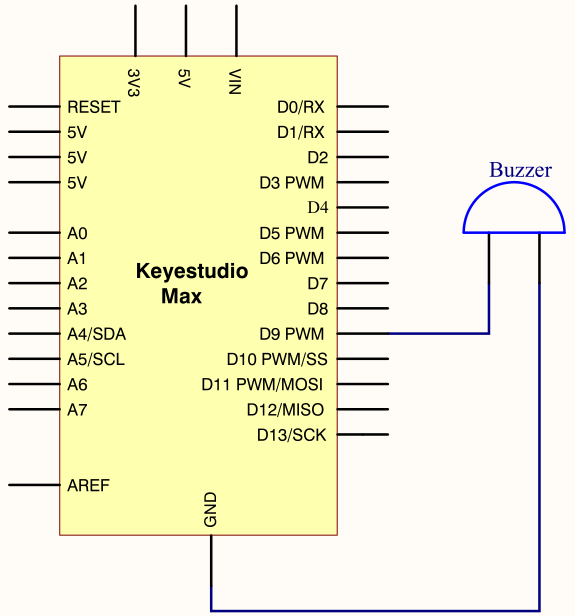 3V3
5V
VIN
RESET
5V
5V
5V
A0
A1
A2
A3
A4/SDA
A5/SCL
A6
A7
AREF
Keyestudio
Max
D0/RX
D1/RX
D2
D3 PWM
D4
D5 PWM
D6 PWM
D7
D8
D9 PWM
D10 PWM/SS
D11 PWM/MOSI
D12/MISO
D13/SCK
GND
Buzzer